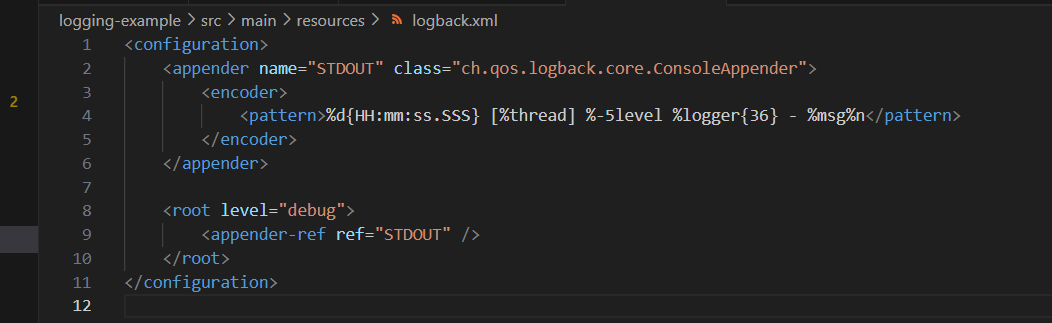 logging-example > src > main > resources > logback.xml
1 <configuration>
2     <appender name="STDOUT" class="ch.qos.logback.core.ConsoleAppender">
2
3         <encoder>
4             <pattern>%d{HH:mm:ss.SSS} [%thread] %-5level %logger{36} - %msg%n</pattern>
5         </encoder>
6     </appender>
7
8     <root level="debug">
9         <appender-ref ref="STDOUT" />
10     </root>
11 </configuration>
12